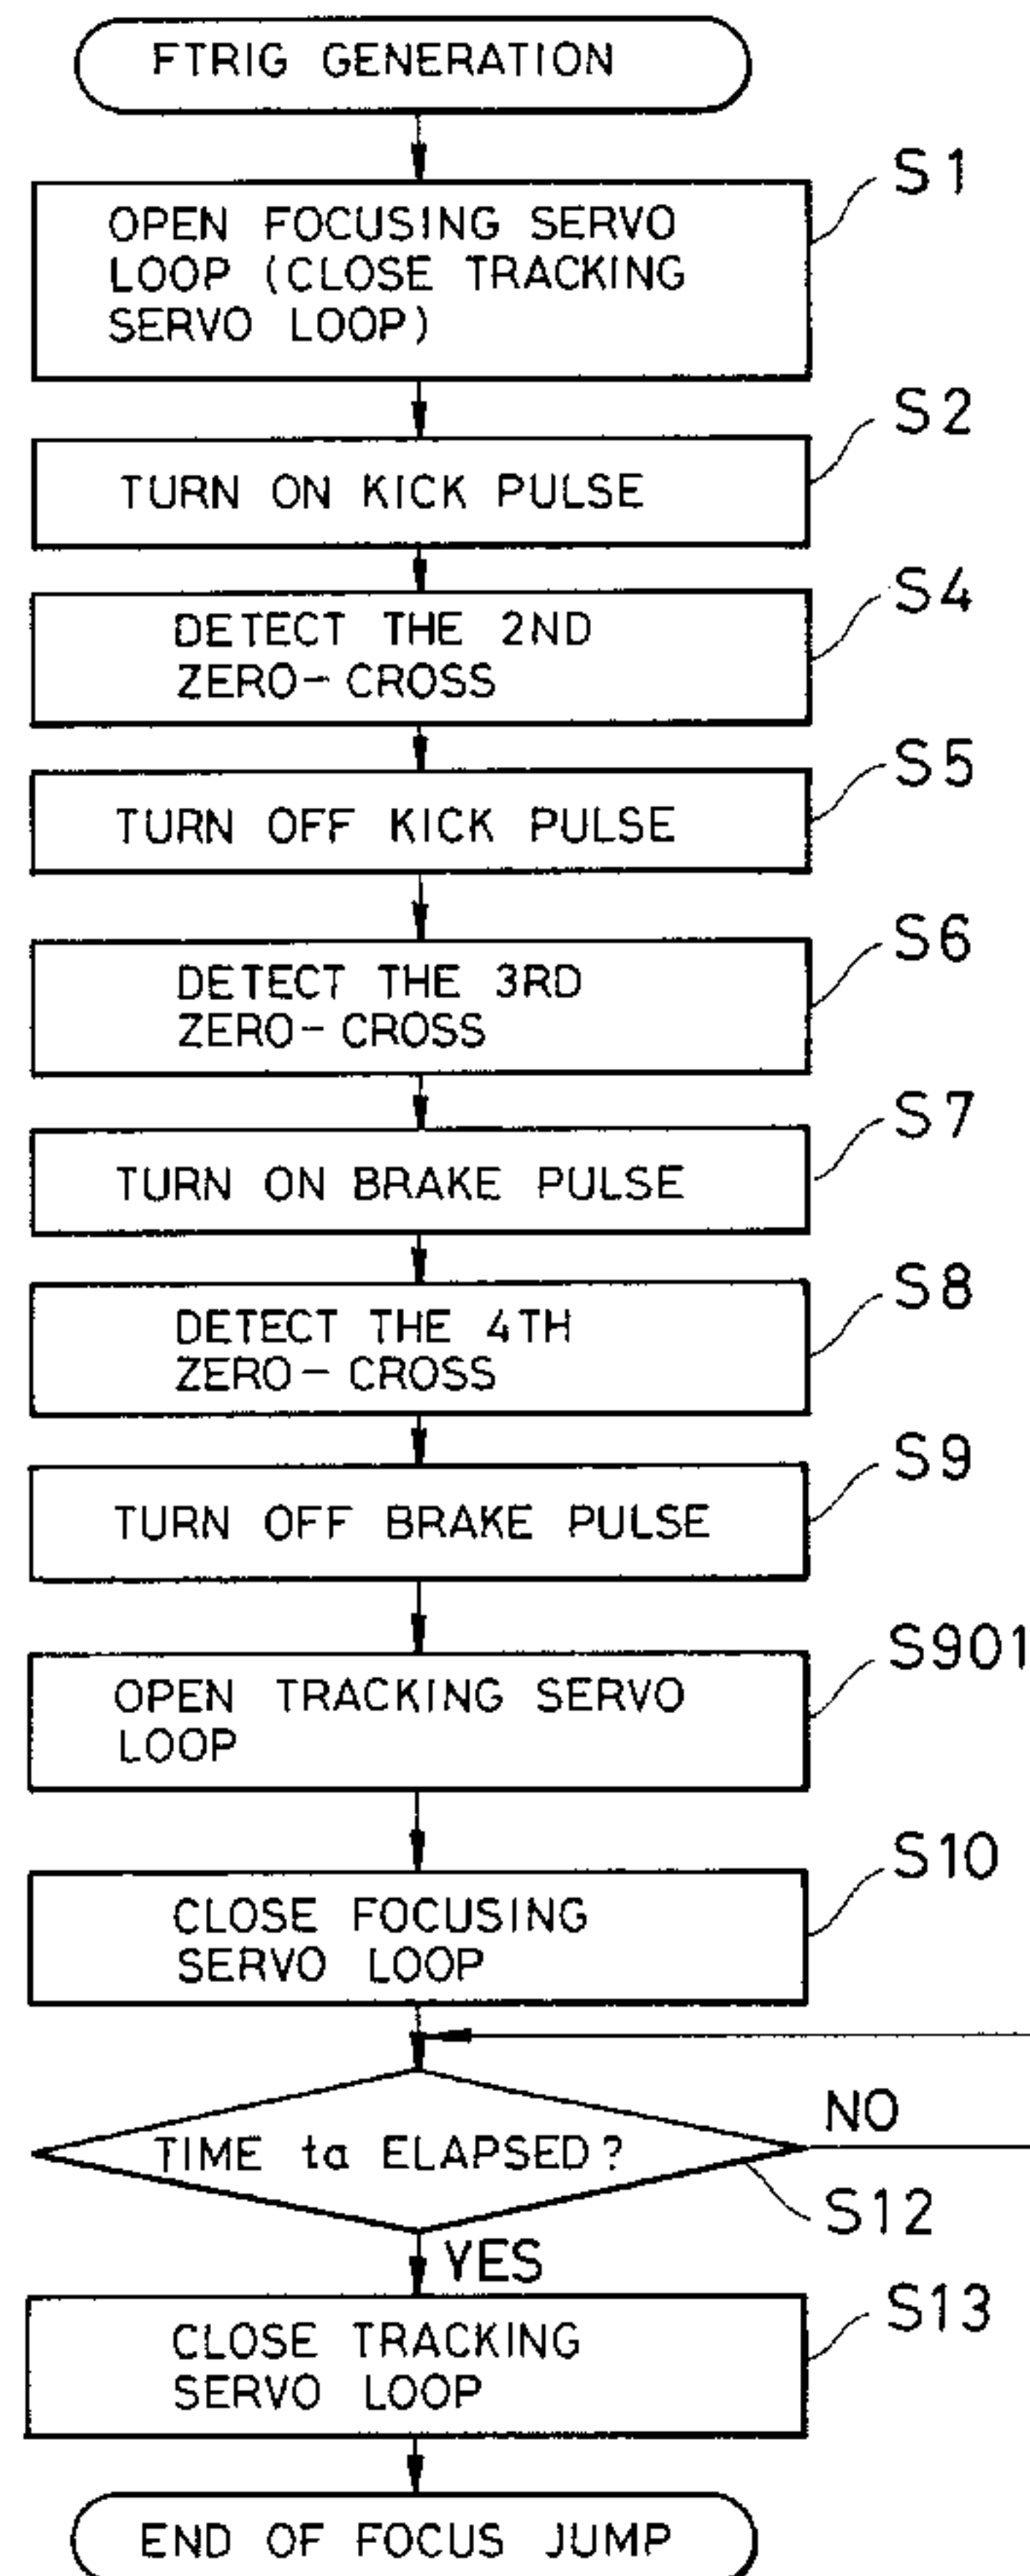 FTRIG GENERATION
S1
OPEN FOCUSING SERVO
LOOP (CLOSE TRACKING
SERVO LOOP)
S2
TURN ON KICK PULSE
S4
DETECT THE 2ND
ZERO-CROSS
S5
TURN OFF KICK PULSE
S6
DETECT THE 3RD
ZERO-CROSS
S7
TURN ON BRAKE PULSE
S8
DETECT THE 4TH
ZERO-CROSS
S9
TURN OFF BRAKE PULSE
S901
OPEN TRACKING SERVO
LOOP
S10
CLOSE FOCUSING
SERVO LOOP
NO
TIME ta ELAPSED?
S12
YES
S13
CLOSE TRACKING
SERVO LOOP
END OF FOCUS JUMP